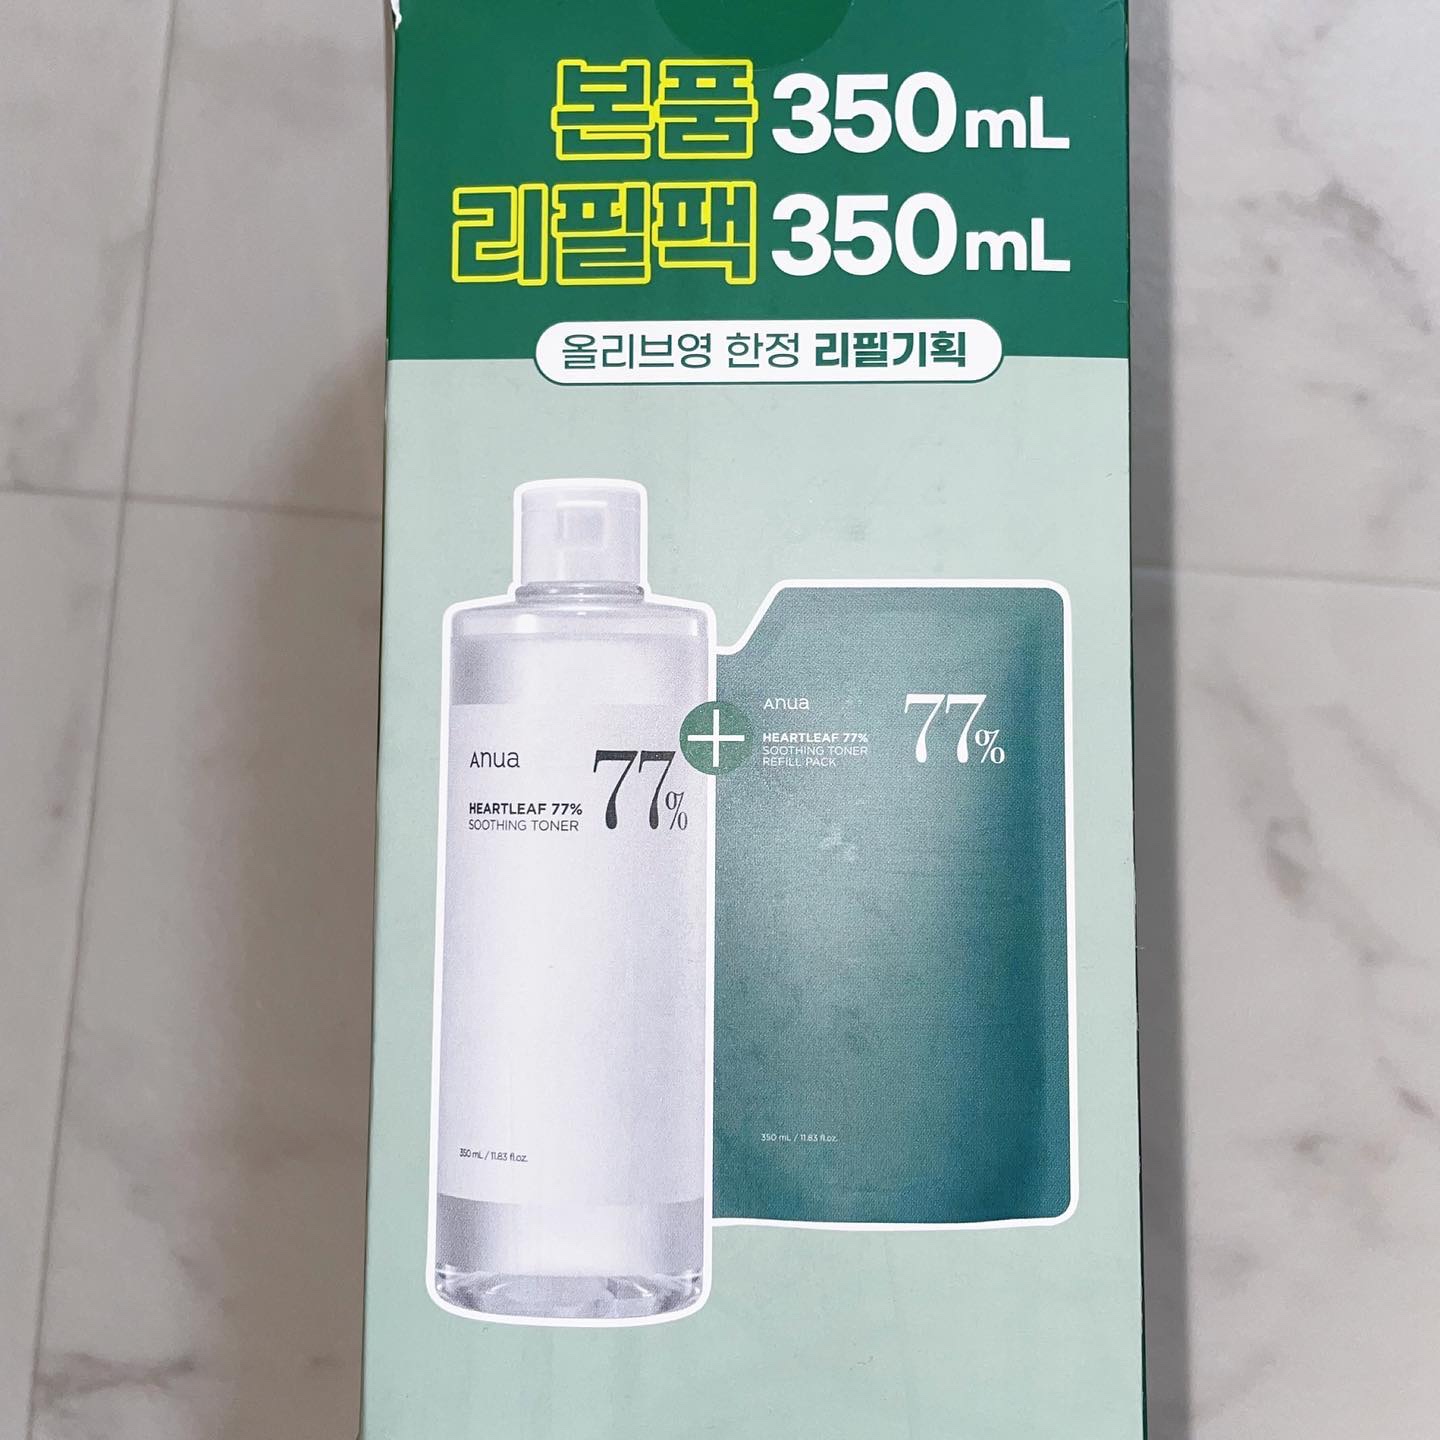 본품 350mL
리필팩 350mL
올리브영 한정 리필기획
Anua
HEARTLEAF 77%
SOOTHING TONER
77%
350 mL / 11.83 fl.oz.
+
Anua
HEARTLEAF 77%
SOOTHING TONER
REFILL PACK
77%
350 mL / 11.83 fl.oz.